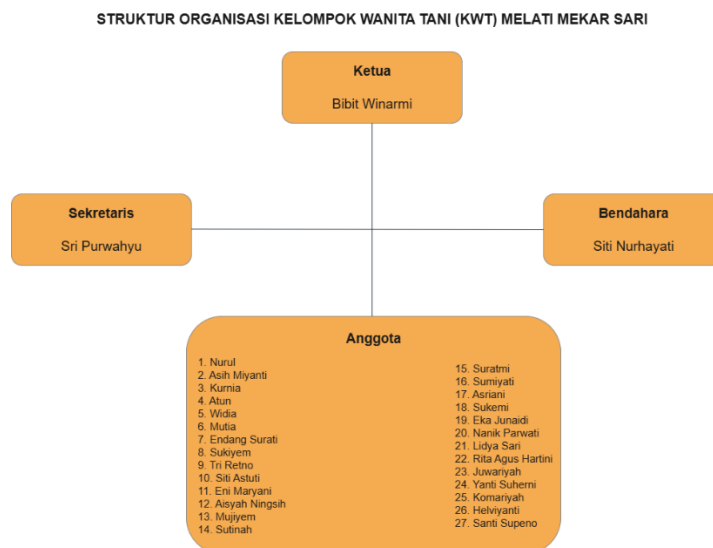 STRUKTUR ORGANISASI KELOMPOK WANITA TANI (KWT) MELATI MEKAR SARI
Ketua
Bibit Winarmi
Sekretaris
Sri Purwahyu
Bendahara
Siti Nurhayati
Anggota
1. Nurul
2. Asih Miyanti
3. Kurnia
4. Atun
5. Widia
6. Mutia
7. Endang Surati
8. Sukiyem
9. Tri Retno
10. Siti Astuti
11. Eni Maryani
12. Aisyah Ningsih
13. Mujiyem
14. Sutinah
15. Suratmi
16. Sumiyati
17. Asriani
18. Sukemi
19. Eka Junaidi
20. Nanik Parwati
21. Lidya Sari
22. Rita Agus Hartini
23. Juwariyah
24. Yanti Suherni
25. Komariyah
26. Helviyanti
27. Santi Supeno